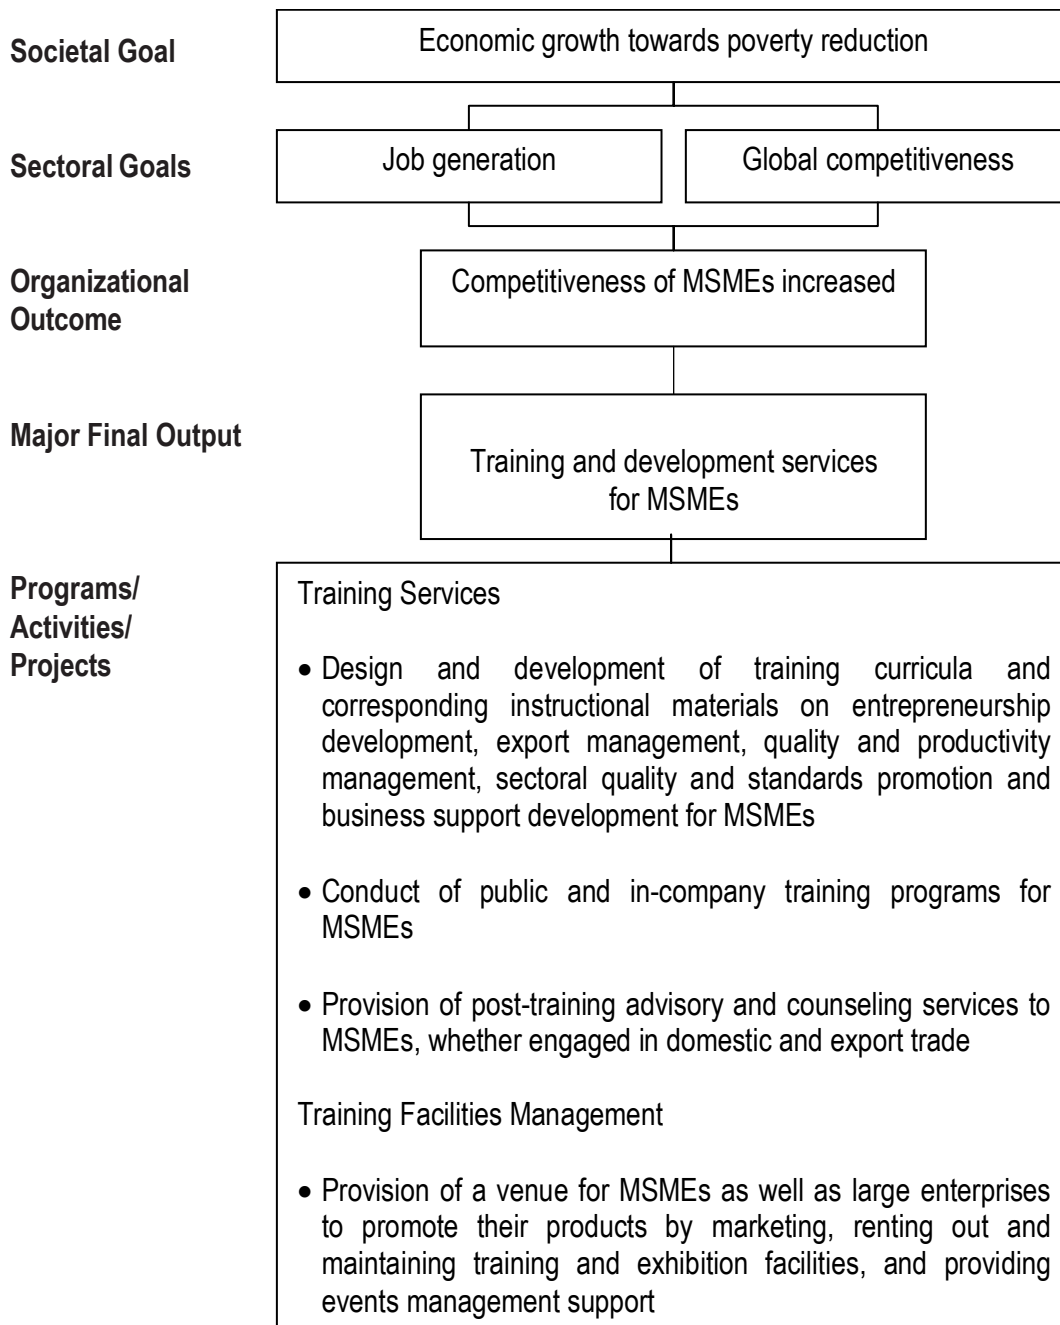 Societal Goal
Economic growth towards poverty reduction
Sectoral Goals
Job generation
Global competitiveness
Organizational
Outcome
Competitiveness of MSMEs increased
Major Final Output
Training and development services
for MSMEs
Programs/
Activities/
Projects
Training Services
• Design and development of training curricula and
corresponding instructional materials on entrepreneurship
development, export management, quality and productivity
management, sectoral quality and standards promotion and
business support development for MSMEs
• Conduct of public and in-company training programs for
MSMEs
• Provision of post-training advisory and counseling services to
MSMEs, whether engaged in domestic and export trade
Training Facilities Management
• Provision of a venue for MSMEs as well as large enterprises
to promote their products by marketing, renting out and
maintaining training and exhibition facilities, and providing
events management support